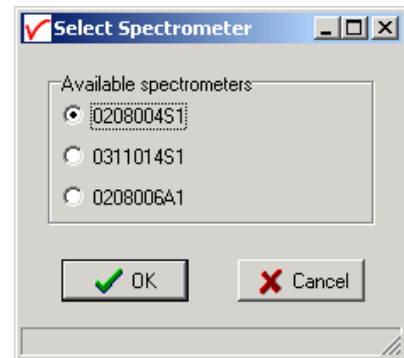 Select Spectrometer
Available spectrometers
0208004S1
0311014S1
0208006A1
OK
Cancel